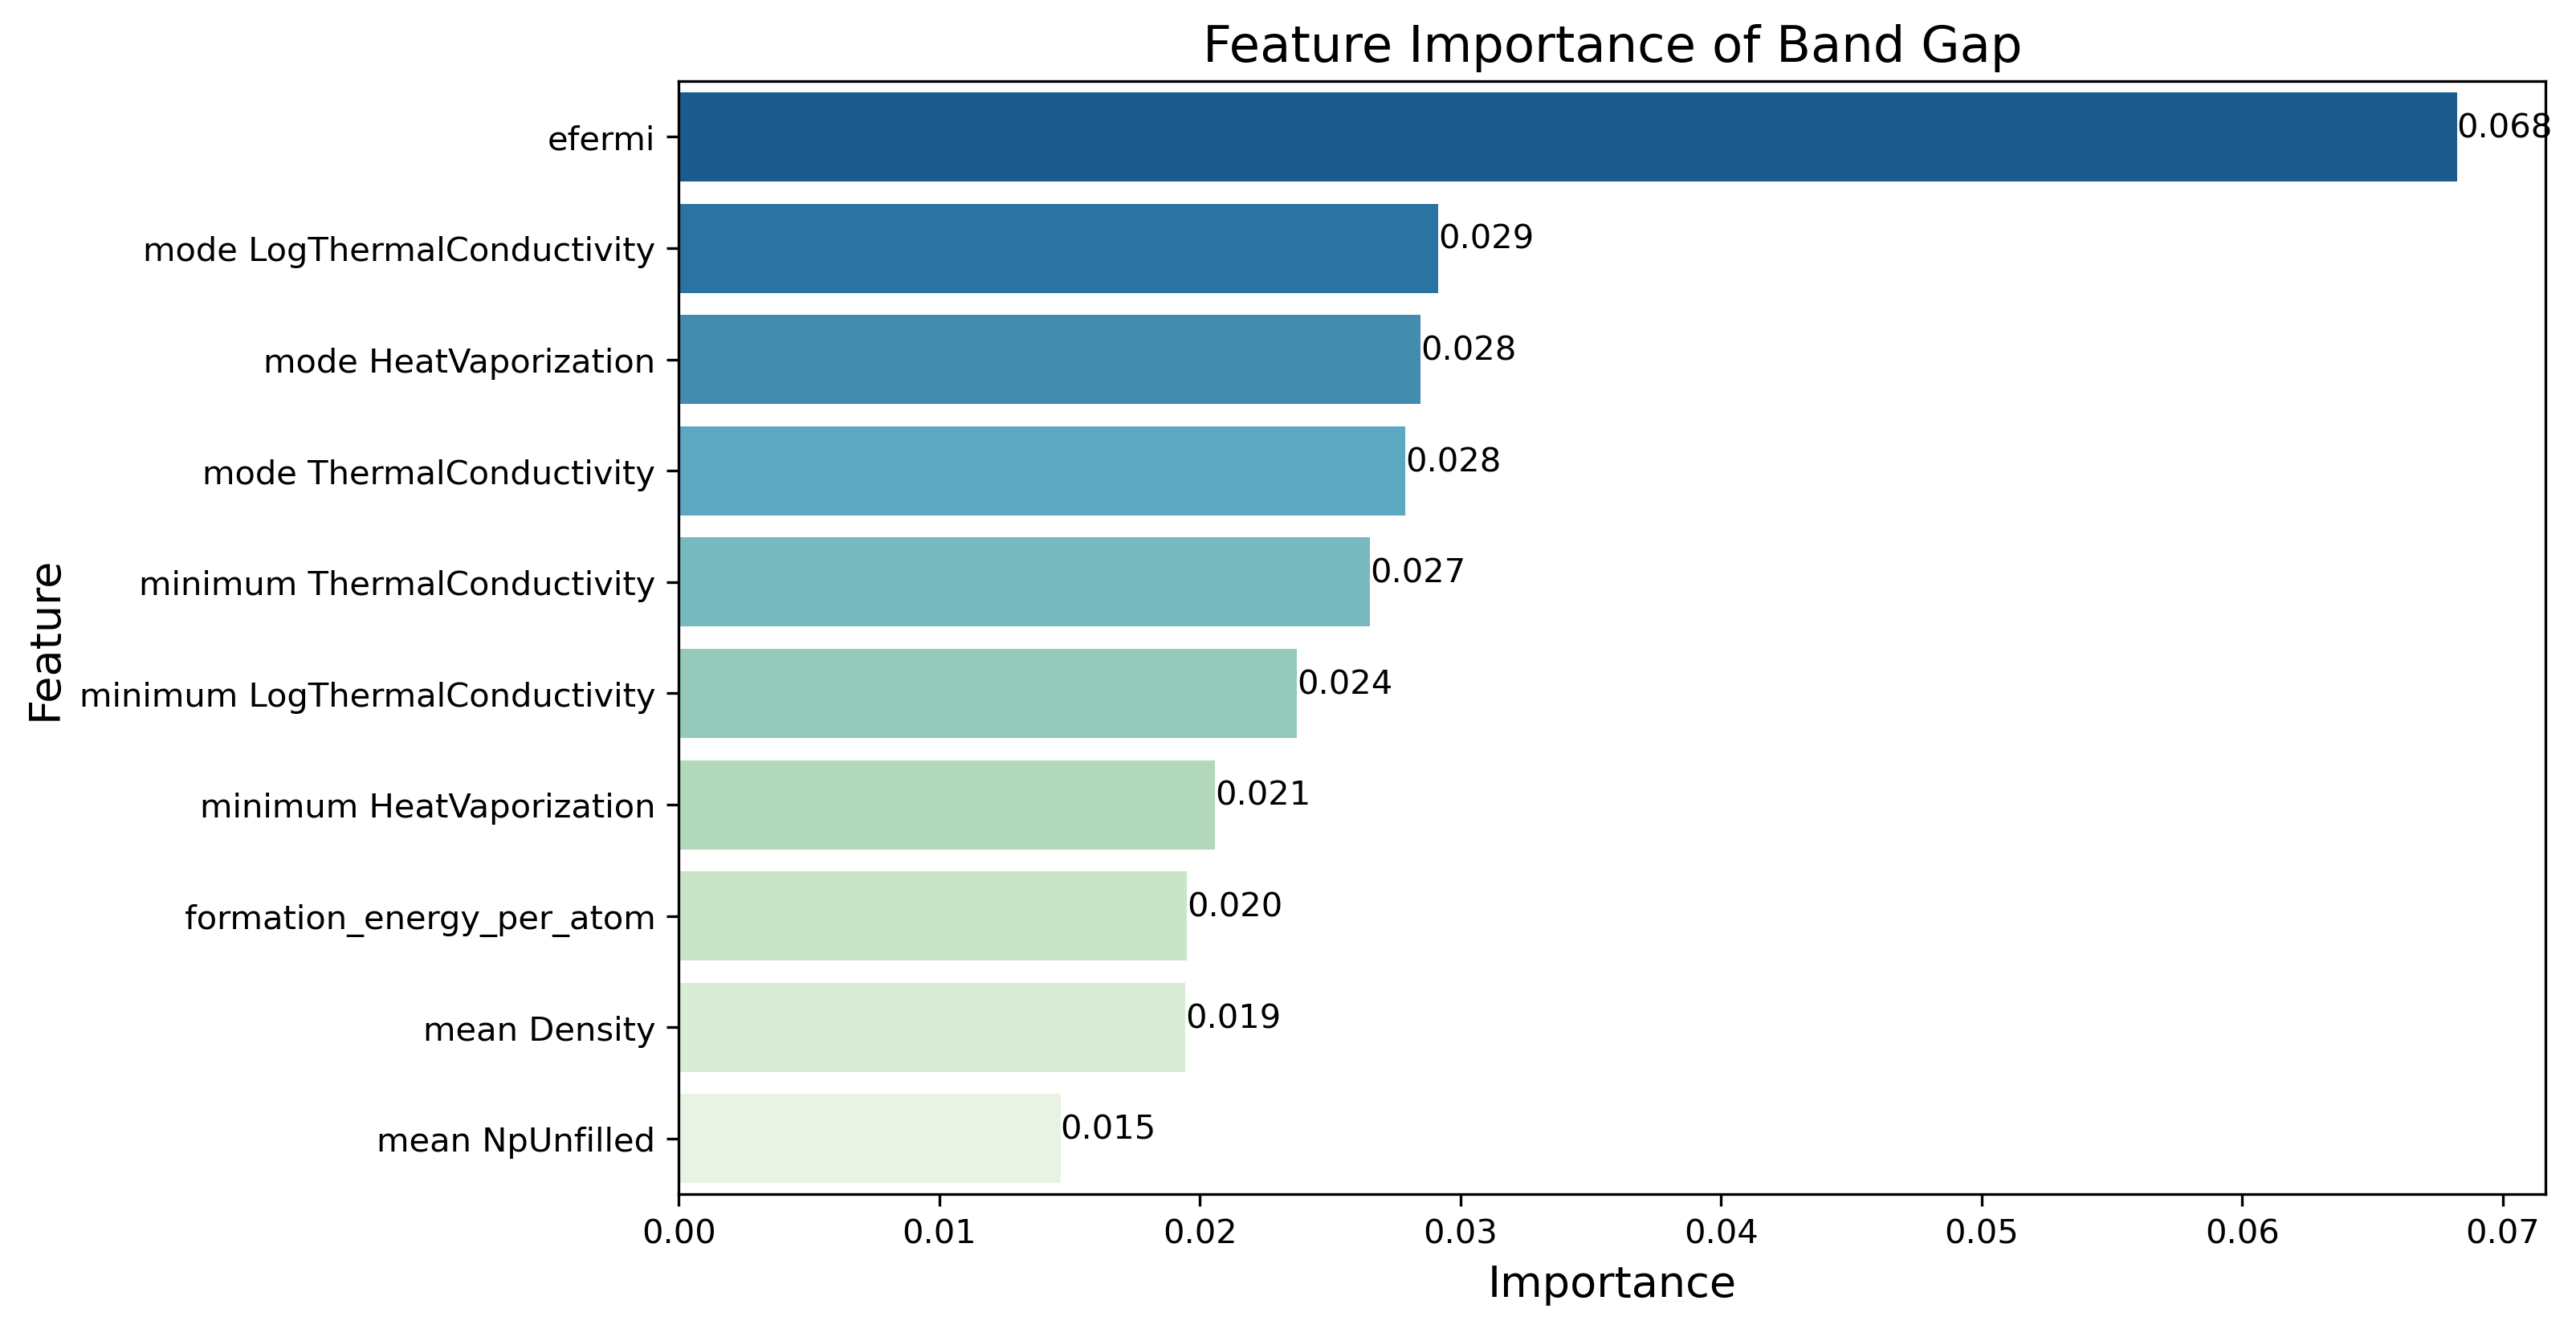 Feature Importance of Band Gap
efermi
0.068
mode LogThermalConductivity
0.029
mode HeatVaporization
0.028
mode ThermalConductivity
0.028
minimum ThermalConductivity
0.027
minimum LogThermalConductivity
0.024
minimum HeatVaporization
0.021
formation_energy_per_atom
0.020
mean Density
0.019
mean NpUnfilled
0.015
Feature
0.00 0.01 0.02 0.03 0.04 0.05 0.06 0.07
Importance